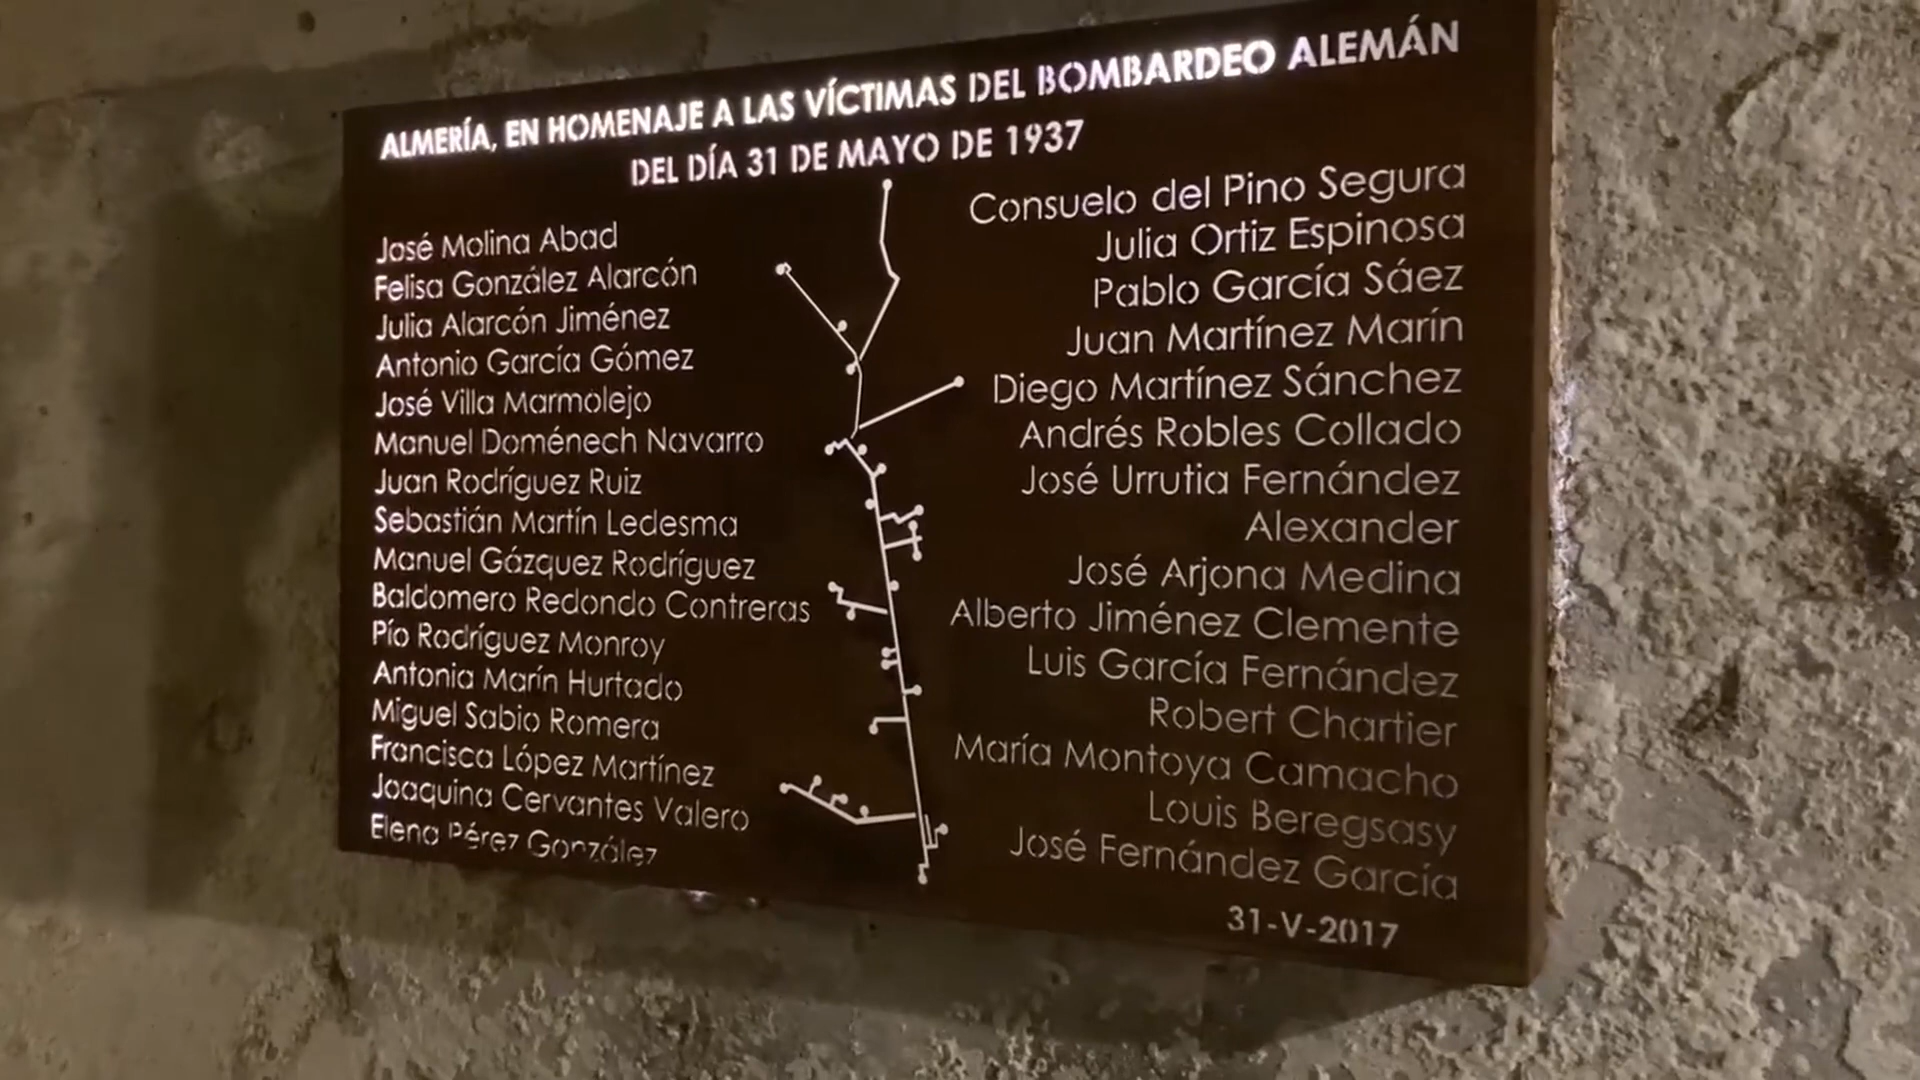 ALMERÍA, EN HOMENAJE A LAS VÍCTIMAS DEL BOMBARDEO ALEMÁN
DEL DÍA 31 DE MAYO DE 1937
José Molina Abad
Felisa González Alarcón
Julia Alarcón Jiménez
Antonio García Gómez
José Villa Marmolejo
Manuel Doménech Navarro
Juan Rodríguez Ruiz
Sebastián Martín Ledesma
Manuel Gázquez Rodríguez
Baldomero Redondo Contreras
Pío Rodríguez Monroy
Antonia Marín Hurtado
Miguel Sabio Romera
Francisca López Martínez
Joaquina Cervantes Valero
Elena Pérez González
Consuelo del Pino Segura
Julia Ortiz Espinosa
Pablo García Sáez
Juan Martínez Marín
Diego Martínez Sánchez
Andrés Robles Collado
José Urrutia Fernández
Alexander
José Arjona Medina
Alberto Jiménez Clemente
Luis García Fernández
Robert Chartier
María Montoya Camacho
Louis Beregsasy
José Fernández García
31-V-2017